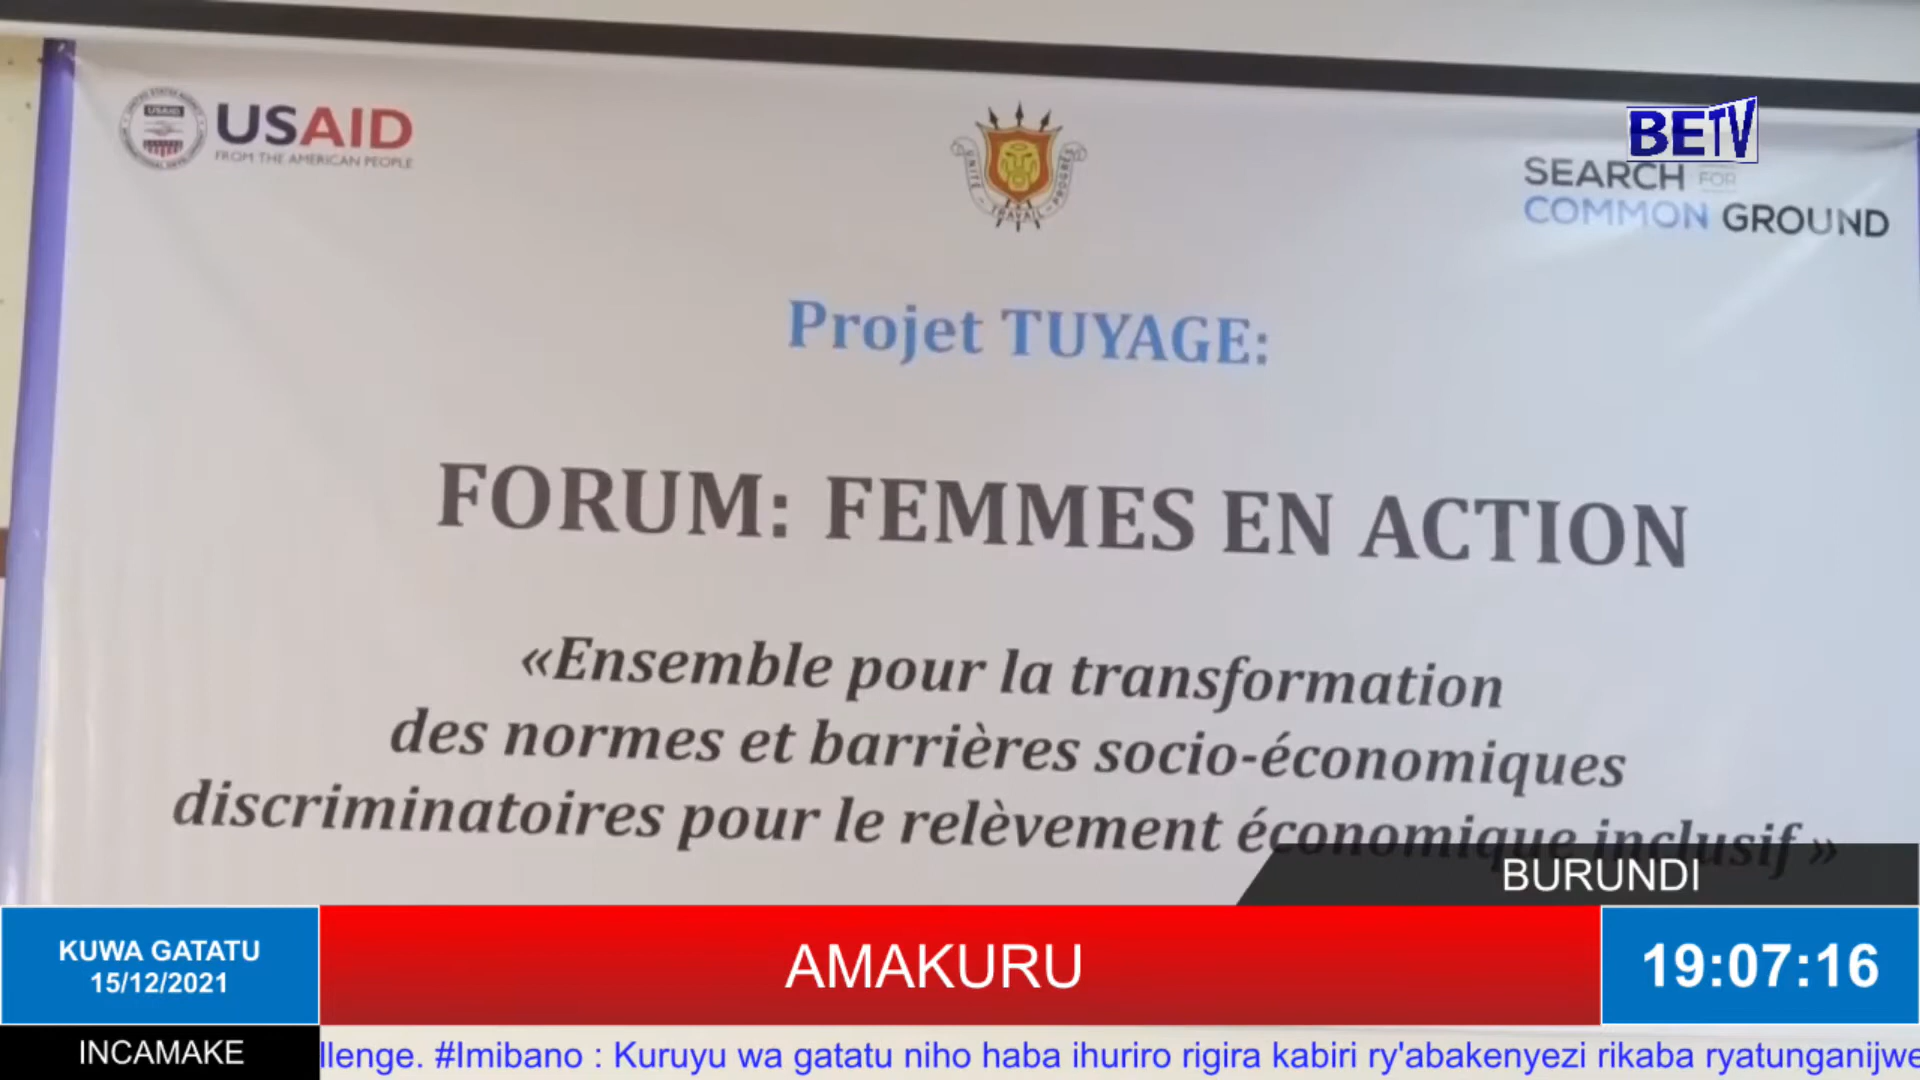 USAID
FROM THE AMERICAN PEOPLE
UNITÉ - TRAVAIL - PROGRÈS
BETV
SEARCH FOR
COMMON GROUND
Projet TUYAGE:
FORUM: FEMMES EN ACTION
«Ensemble pour la transformation
des normes et barrières socio-économiques
discriminatoires pour le relèvement économique inclusif »
BURUNDI
KUWA GATATU
15/12/2021
AMAKURU
19:07:16
INCAMAKE
llenge. #Imibano : Kuruyu wa gatatu niho haba ihuriro rigira kabiri ry'abakenyezi rikaba ryatunganijwe